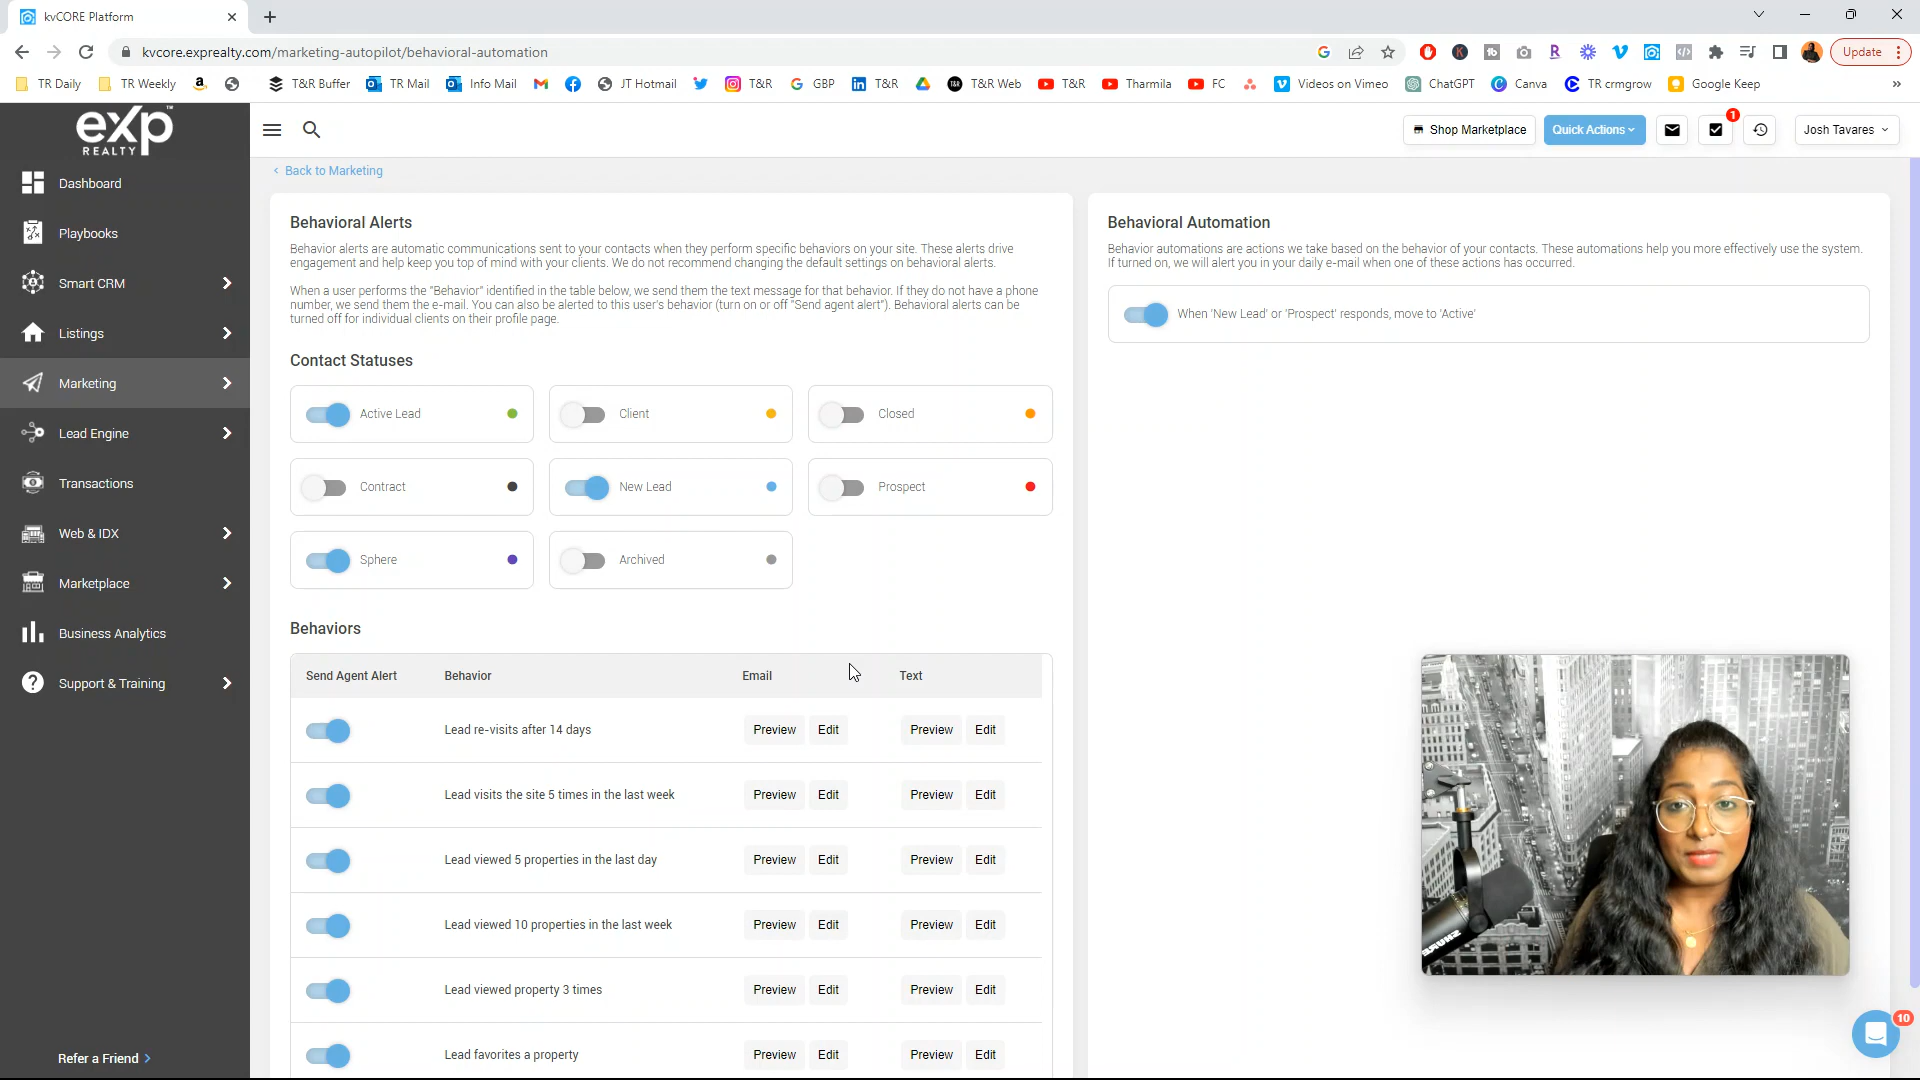 kvCORE Platform
kvcore.exprealty.com/marketing-autopilot/behavioral-automation
Update
TR Daily
TR Weekly
T&R Buffer
TR Mail
Info Mail
JT Hotmail
T&R
GBP
T&R
T&R Web
T&R
Tharmila
FC
Videos on Vimeo
ChatGPT
Canva
TR crmgrow
Google Keep
eXp
REALTY
Shop Marketplace
Quick Actions
1
Josh Tavares
Dashboard
Playbooks
Smart CRM
Listings
Marketing
Lead Engine
Transactions
Web & IDX
Marketplace
Business Analytics
Support & Training
Refer a Friend
Back to Marketing
Behavioral Alerts
Behavior alerts are automatic communications sent to your contacts when they perform specific behaviors on your site. These alerts drive
engagement and help keep you top of mind with your clients. We do not recommend changing the default settings on behavioral alerts.
When a user performs the "Behavior" identified in the table below, we send them the text message for that behavior. If they do not have a phone
number, we send them the e-mail. You can also be alerted to this user's behavior (turn on or off "Send agent alert"). Behavioral alerts can be
turned off for individual clients on their profile page.
Contact Statuses
Active Lead
Client
Closed
Contract
New Lead
Prospect
Sphere
Archived
Behaviors
Send Agent Alert Behavior Email Text
Lead re-visits after 14 days Preview Edit Preview Edit
Lead visits the site 5 times in the last week Preview Edit Preview Edit
Lead viewed 5 properties in the last day Preview Edit Preview Edit
Lead viewed 10 properties in the last week Preview Edit Preview Edit
Lead viewed property 3 times Preview Edit Preview Edit
Lead favorites a property Preview Edit Preview Edit
Behavioral Automation
Behavior automations are actions we take based on the behavior of your contacts. These automations help you more effectively use the system.
If turned on, we will alert you in your daily e-mail when one of these actions has occurred.
When 'New Lead' or 'Prospect' responds, move to 'Active'
10